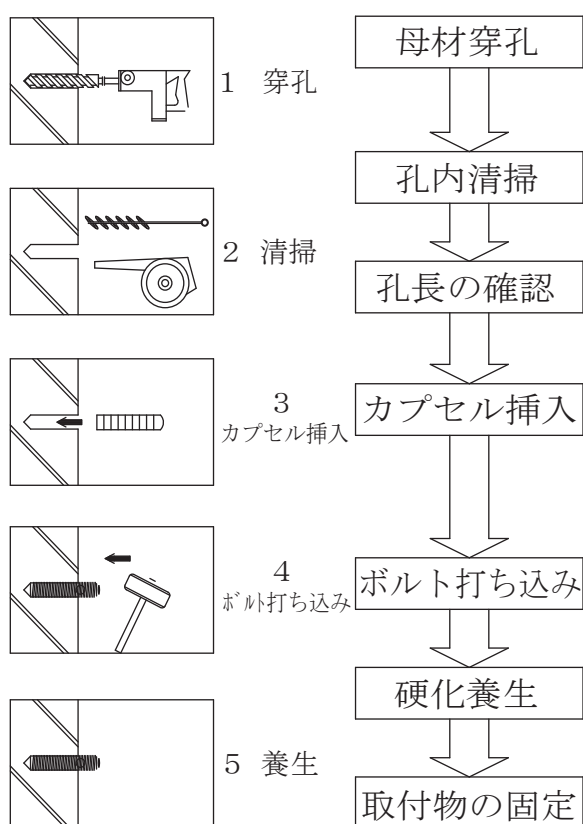 母材穿孔
1 穿孔
孔内清掃
2 清掃
孔長の確認
3
カプセル挿入
カプセル挿入
4
ボルト打ち込み
ボルト打ち込み
硬化養生
5 養生
取付物の固定